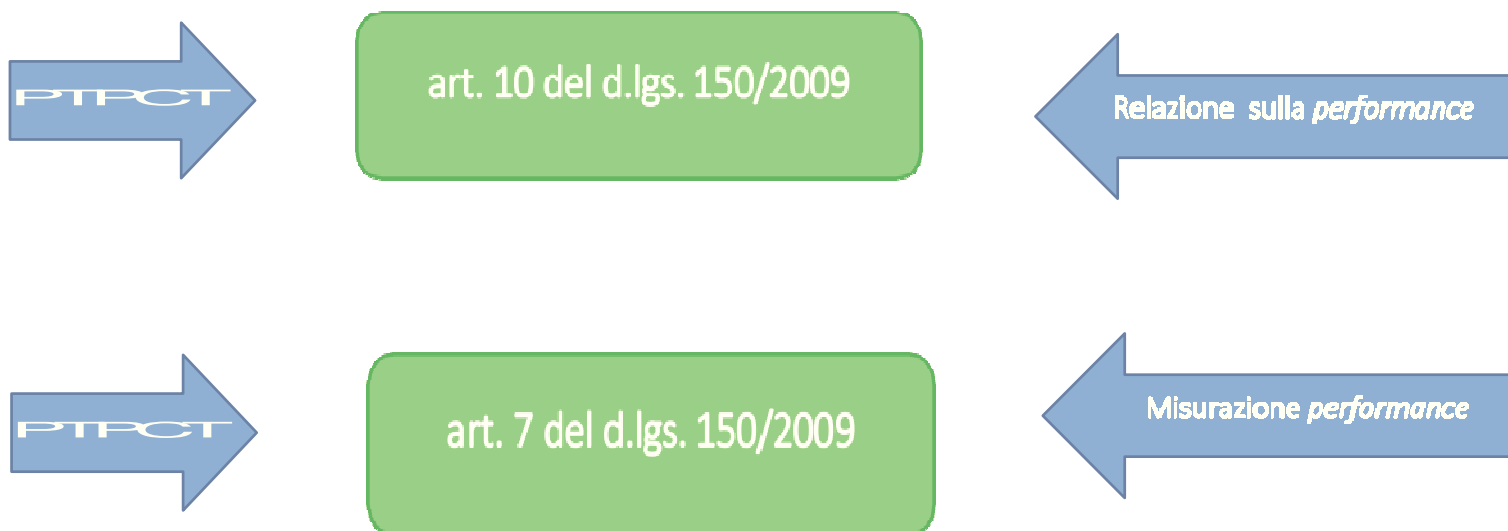 PTPCT
art. 10 del d.lgs. 150/2009
Relazione sulla performance
PTPCT
art. 7 del d.lgs. 150/2009
Misurazione performance